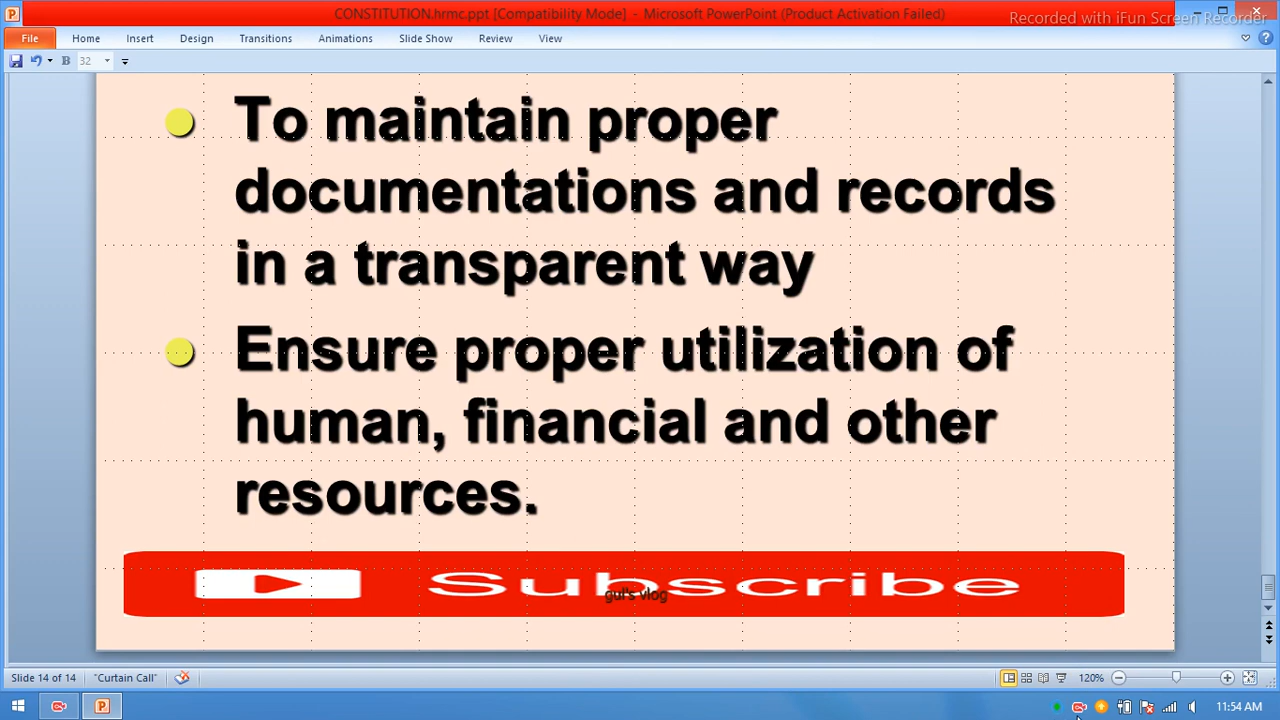 CONSTITUTION.hrmc.ppt [Compatibility Mode] - Microsoft PowerPoint (Product Activation Failed)
Recorded with iFun Screen Recorder
File Home Insert Design Transitions Animations Slide Show Review View
B 32
To maintain proper
documentations and records
in a transparent way
Ensure proper utilization of
human, financial and other
resources.
Subscribe
gul's vlog
Slide 14 of 14 "Curtain Call" 120%
11:54 AM